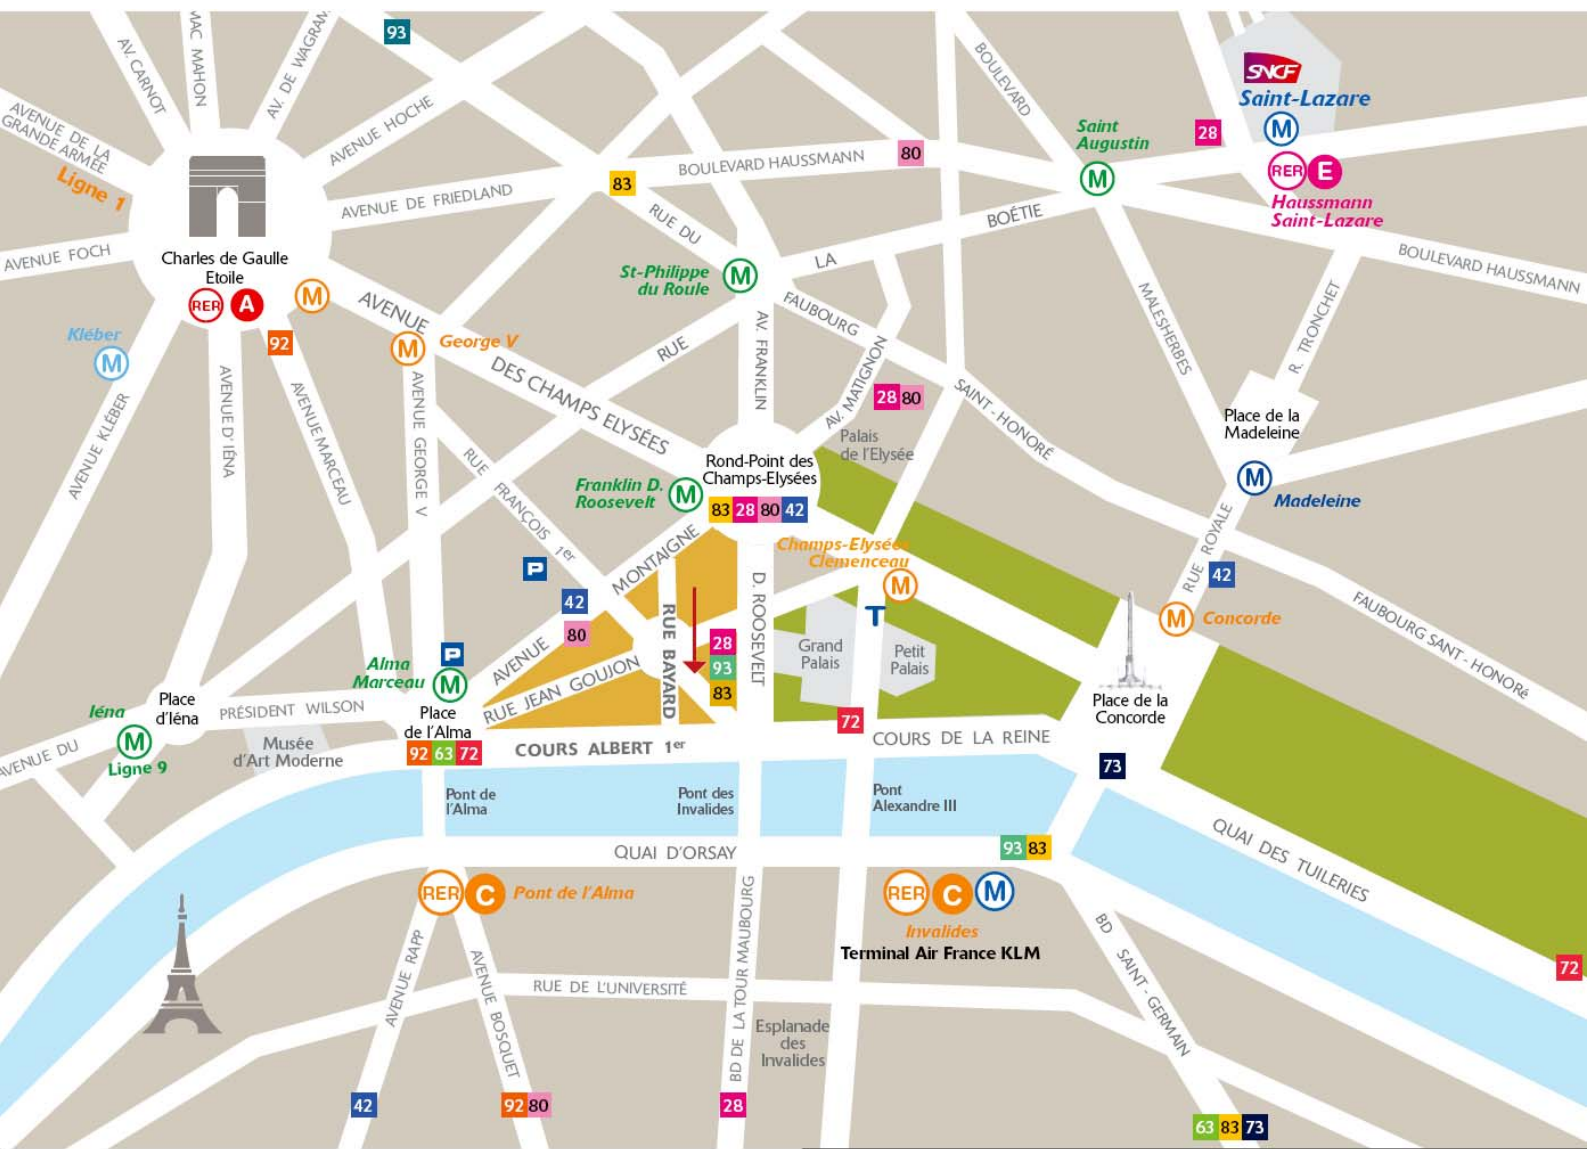 93
AV. CARNOT
MAC MAHON
AV. DE WAGRAM
AVENUE DE LA
GRANDE ARMÉE
Ligne 1
AVENUE HOCHE
BOULEVARD
SNCF
Saint-Lazare
M
Saint
Augustin
M
28
80
BOULEVARD HAUSSMANN
RER E
Haussmann
Saint-Lazare
83
AVENUE DE FRIEDLAND
RUE DU
BOÉTIE
LA
AVENUE FOCH
Charles de Gaulle
Etoile
RER A
M
BOULEVARD HAUSSMANN
St-Philippe
du Roule
M
FAUBOURG
AVENUE
Kléber
M
92
George V
M
DES CHAMPS ELYSÉES
RUE
AV. FRANKLIN
MALESHERBES
R. TRONCHET
AVENUE KLÉBER
AVENUE D'IÉNA
AVENUE MARCEAU
AVENUE GEORGE V
AV. MATIGNON
28 80
SAINT-HONORÉ
Place de la
Madeleine
M
Madeleine
Palais
de l'Elysée
RUE
FRANÇOIS 1er
Rond-Point des
Champs-Elysées
Franklin D.
Roosevelt
M
83 28 80 42
Champs-Elysées
Clemenceau
M
MONTAIGNE
RUE ROYALE
42
P
42
80
AVENUE
RUE BAYARD
D. ROOSEVELT
T
M
Concorde
FAUBOURG SANT-HONORé
28
93
83
Grand
Palais
Petit
Palais
P
Alma
Marceau
M
RUE JEAN GOUJON
Place
d'Iéna
Iéna
M
Ligne 9
AVENUE DU
PRÉSIDENT WILSON
Place
de l'Alma
92 63 72
Musée
d'Art Moderne
COURS ALBERT 1er
72
COURS DE LA REINE
Place de la
Concorde
73
Pont de
l'Alma
Pont des
Invalides
Pont
Alexandre III
QUAI D'ORSAY
93 83
QUAI DES TUILERIES
RER C
Pont de l'Alma
RER C M
Invalides
Terminal Air France KLM
BD
SAINT-GERMAIN
72
AVENUE RAPP
AVENUE BOSQUET
RUE DE L'UNIVERSITÉ
BD DE LA TOUR MAUBOURG
Esplanade
des
Invalides
42
92 80
28
63 83 73